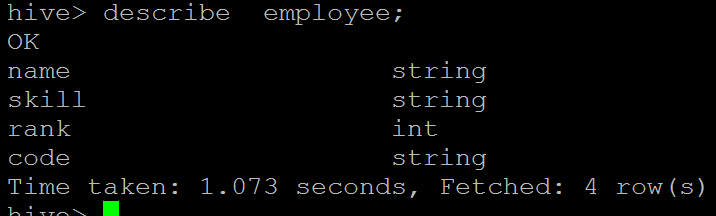 hive> describe  employee;
OK
name                    string
skill                   string
rank                    int
code                    string
Time taken: 1.073 seconds, Fetched: 4 row(s)
hive>